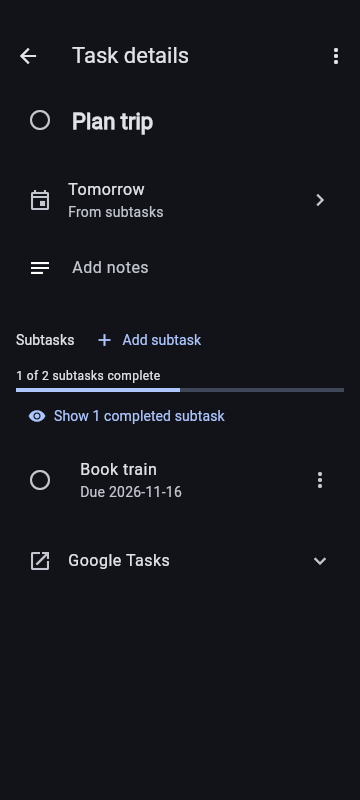 Task details
Plan trip
Tomorrow
From subtasks
Add notes
Subtasks
Add subtask
1 of 2 subtasks complete
Show 1 completed subtask
Book train
Due 2026-11-16
Google Tasks